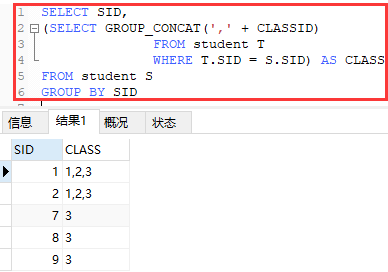 1 SELECT SID,
2 (SELECT GROUP_CONCAT(',' + CLASSID)
3 FROM student T
4 WHERE T.SID = S.SID) AS CLASS
5 FROM student S
6 GROUP BY SID
信息 结果1 概况 状态
SID CLASS
1 1,2,3
2 1,2,3
7 3
8 3
9 3